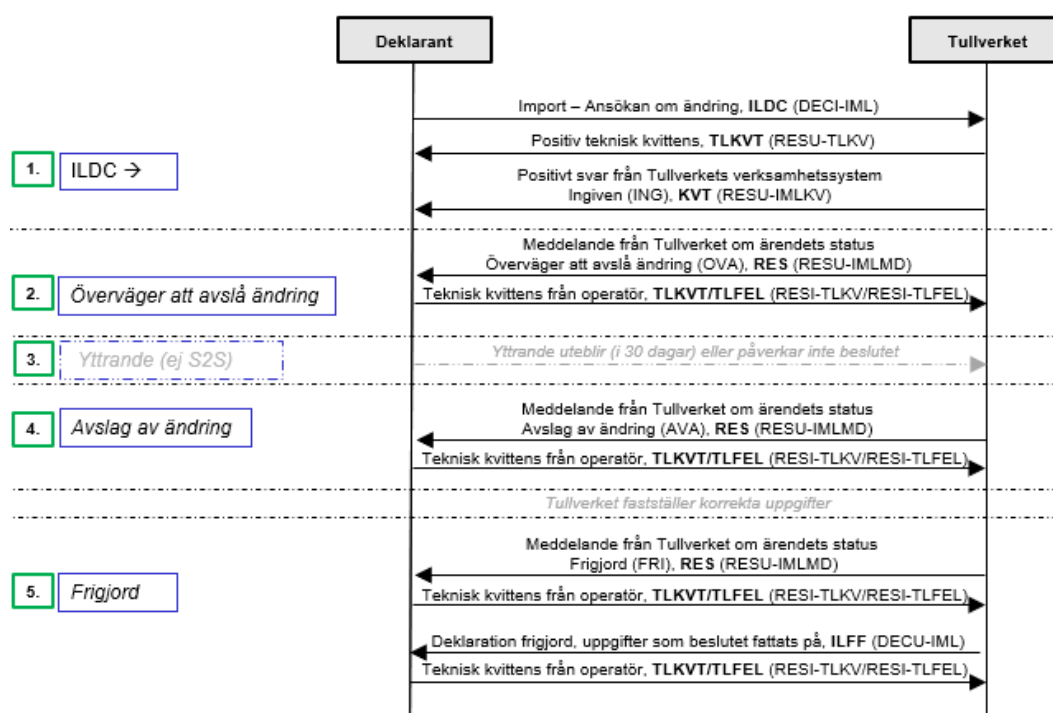 Deklarant
Tullverket
Import – Ansökan om ändring, ILDC (DECI-IML)
Positiv teknisk kvittens, TLKVT (RESU-TLKV)
1.
ILDC →
Positivt svar från Tullverkets verksamhetssystem
Ingiven (ING), KVT (RESU-IMLKV)
Meddelande från Tullverket om ärendets status
Överväger att avslå ändring (OVA), RES (RESU-IMLMD)
2.
Överväger att avslå ändring
Teknisk kvittens från operatör, TLKVT/TLFEL (RESI-TLKV/RESI-TLFEL)
3.
Yttrande (ej S2S)
Yttrande uteblir (i 30 dagar) eller påverkar inte beslutet
Meddelande från Tullverket om ärendets status
4.
Avslag av ändring
Avslag av ändring (AVA), RES (RESU-IMLMD)
Teknisk kvittens från operatör, TLKVT/TLFEL (RESI-TLKV/RESI-TLFEL)
Tullverket fastställer korrekta uppgifter
Meddelande från Tullverket om ärendets status
Frigjord (FRI), RES (RESU-IMLMD)
5.
Frigjord
Teknisk kvittens från operatör, TLKVT/TLFEL (RESI-TLKV/RESI-TLFEL)
Deklaration frigjord, uppgifter som beslutet fattats på, ILFF (DECU-IML)
Teknisk kvittens från operatör, TLKVT/TLFEL (RESI-TLKV/RESI-TLFEL)